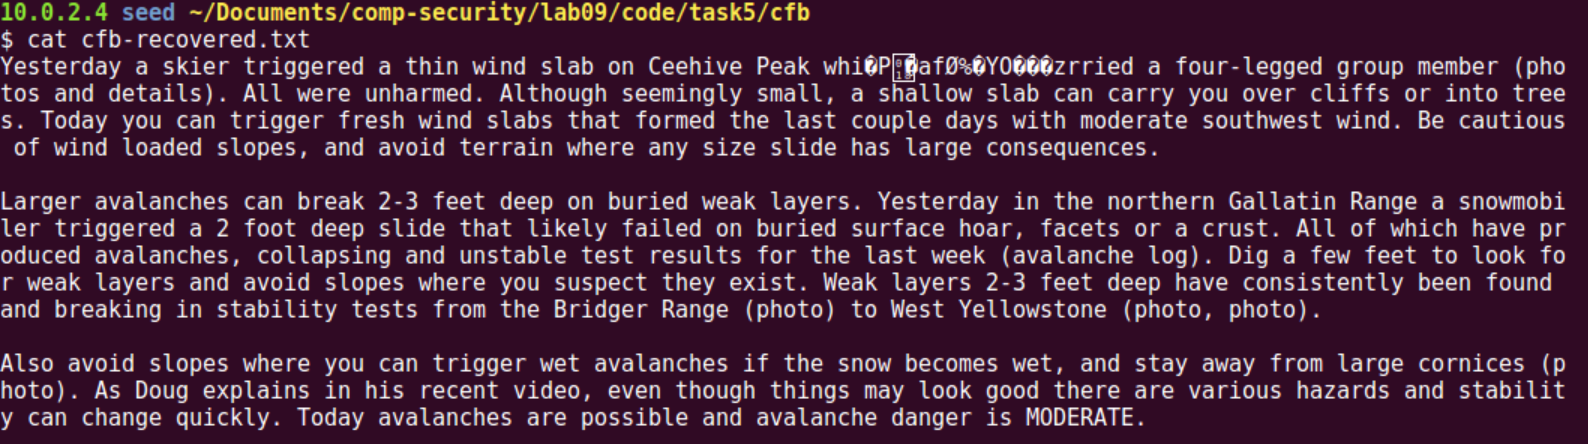 10.0.2.4 seed ~/Documents/comp-security/lab09/code/task5/cfb
$ cat cfb-recovered.txt
Yesterday a skier triggered a thin wind slab on Ceehive Peak whi�P�afØ%�YO���zrried a four-legged group member (pho
tos and details). All were unharmed. Although seemingly small, a shallow slab can carry you over cliffs or into tree
s. Today you can trigger fresh wind slabs that formed the last couple days with moderate southwest wind. Be cautious
 of wind loaded slopes, and avoid terrain where any size slide has large consequences.
Larger avalanches can break 2-3 feet deep on buried weak layers. Yesterday in the northern Gallatin Range a snowmobi
ler triggered a 2 foot deep slide that likely failed on buried surface hoar, facets or a crust. All of which have pr
oduced avalanches, collapsing and unstable test results for the last week (avalanche log). Dig a few feet to look fo
r weak layers and avoid slopes where you suspect they exist. Weak layers 2-3 feet deep have consistently been found
and breaking in stability tests from the Bridger Range (photo) to West Yellowstone (photo, photo).
Also avoid slopes where you can trigger wet avalanches if the snow becomes wet, and stay away from large cornices (p
hoto). As Doug explains in his recent video, even though things may look good there are various hazards and stabilit
y can change quickly. Today avalanches are possible and avalanche danger is MODERATE.